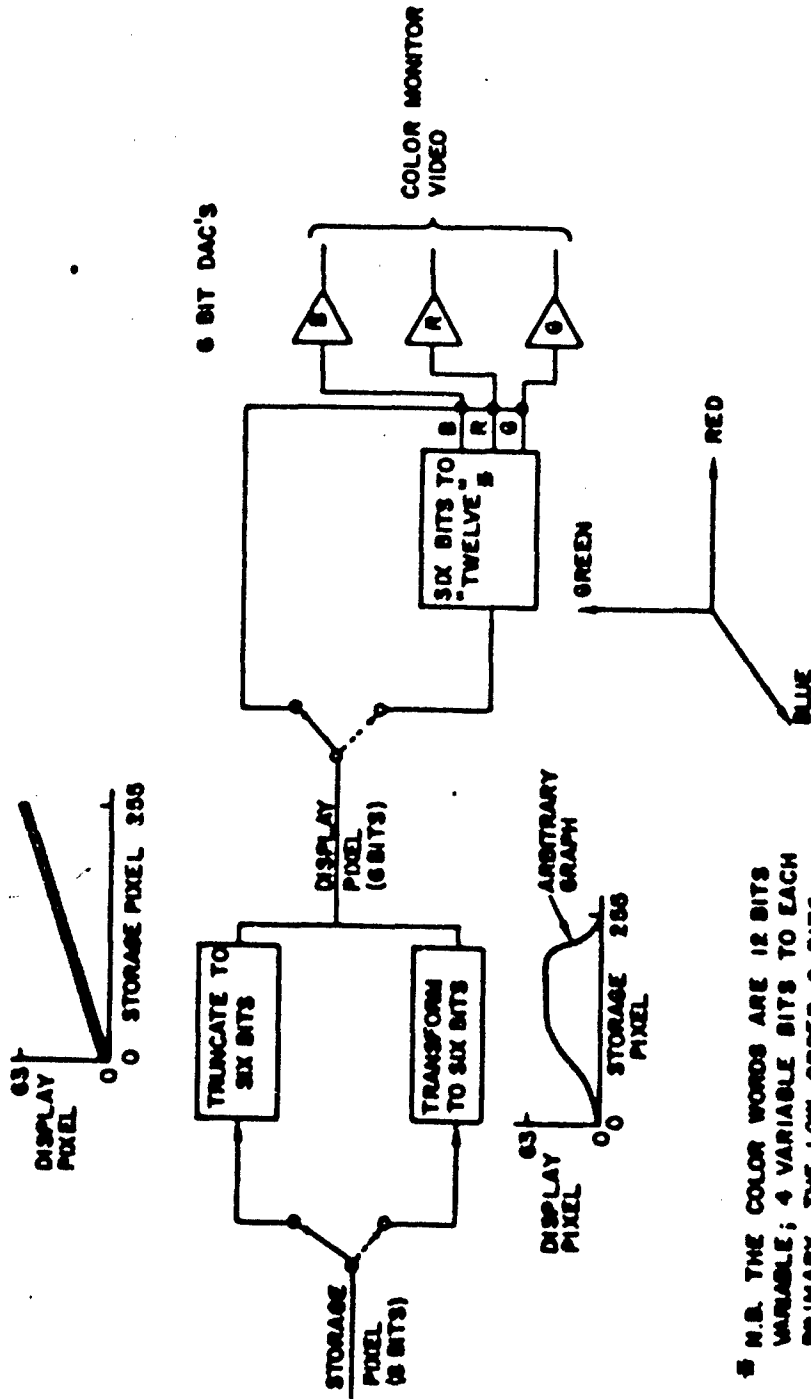 63
DISPLAY
PIXEL
0
0 STORAGE PIXEL 255
TRUNCATE TO
SIX BITS
STORAGE
PIXEL
(8 BITS)
TRANSFORM
TO SIX BITS
63
DISPLAY
PIXEL
0
0 STORAGE 255
PIXEL
ARBITRARY
GRAPH
DISPLAY
PIXEL
(6 BITS)
SIX BITS TO
"TWELVE"
B
R
G
6 BIT DAC'S
B
R
G
COLOR MONITOR
VIDEO
GREEN
RED
BLUE
N.B. THE COLOR WORDS ARE 12 BITS
VARIABLE; 4 VARIABLE BITS TO EACH